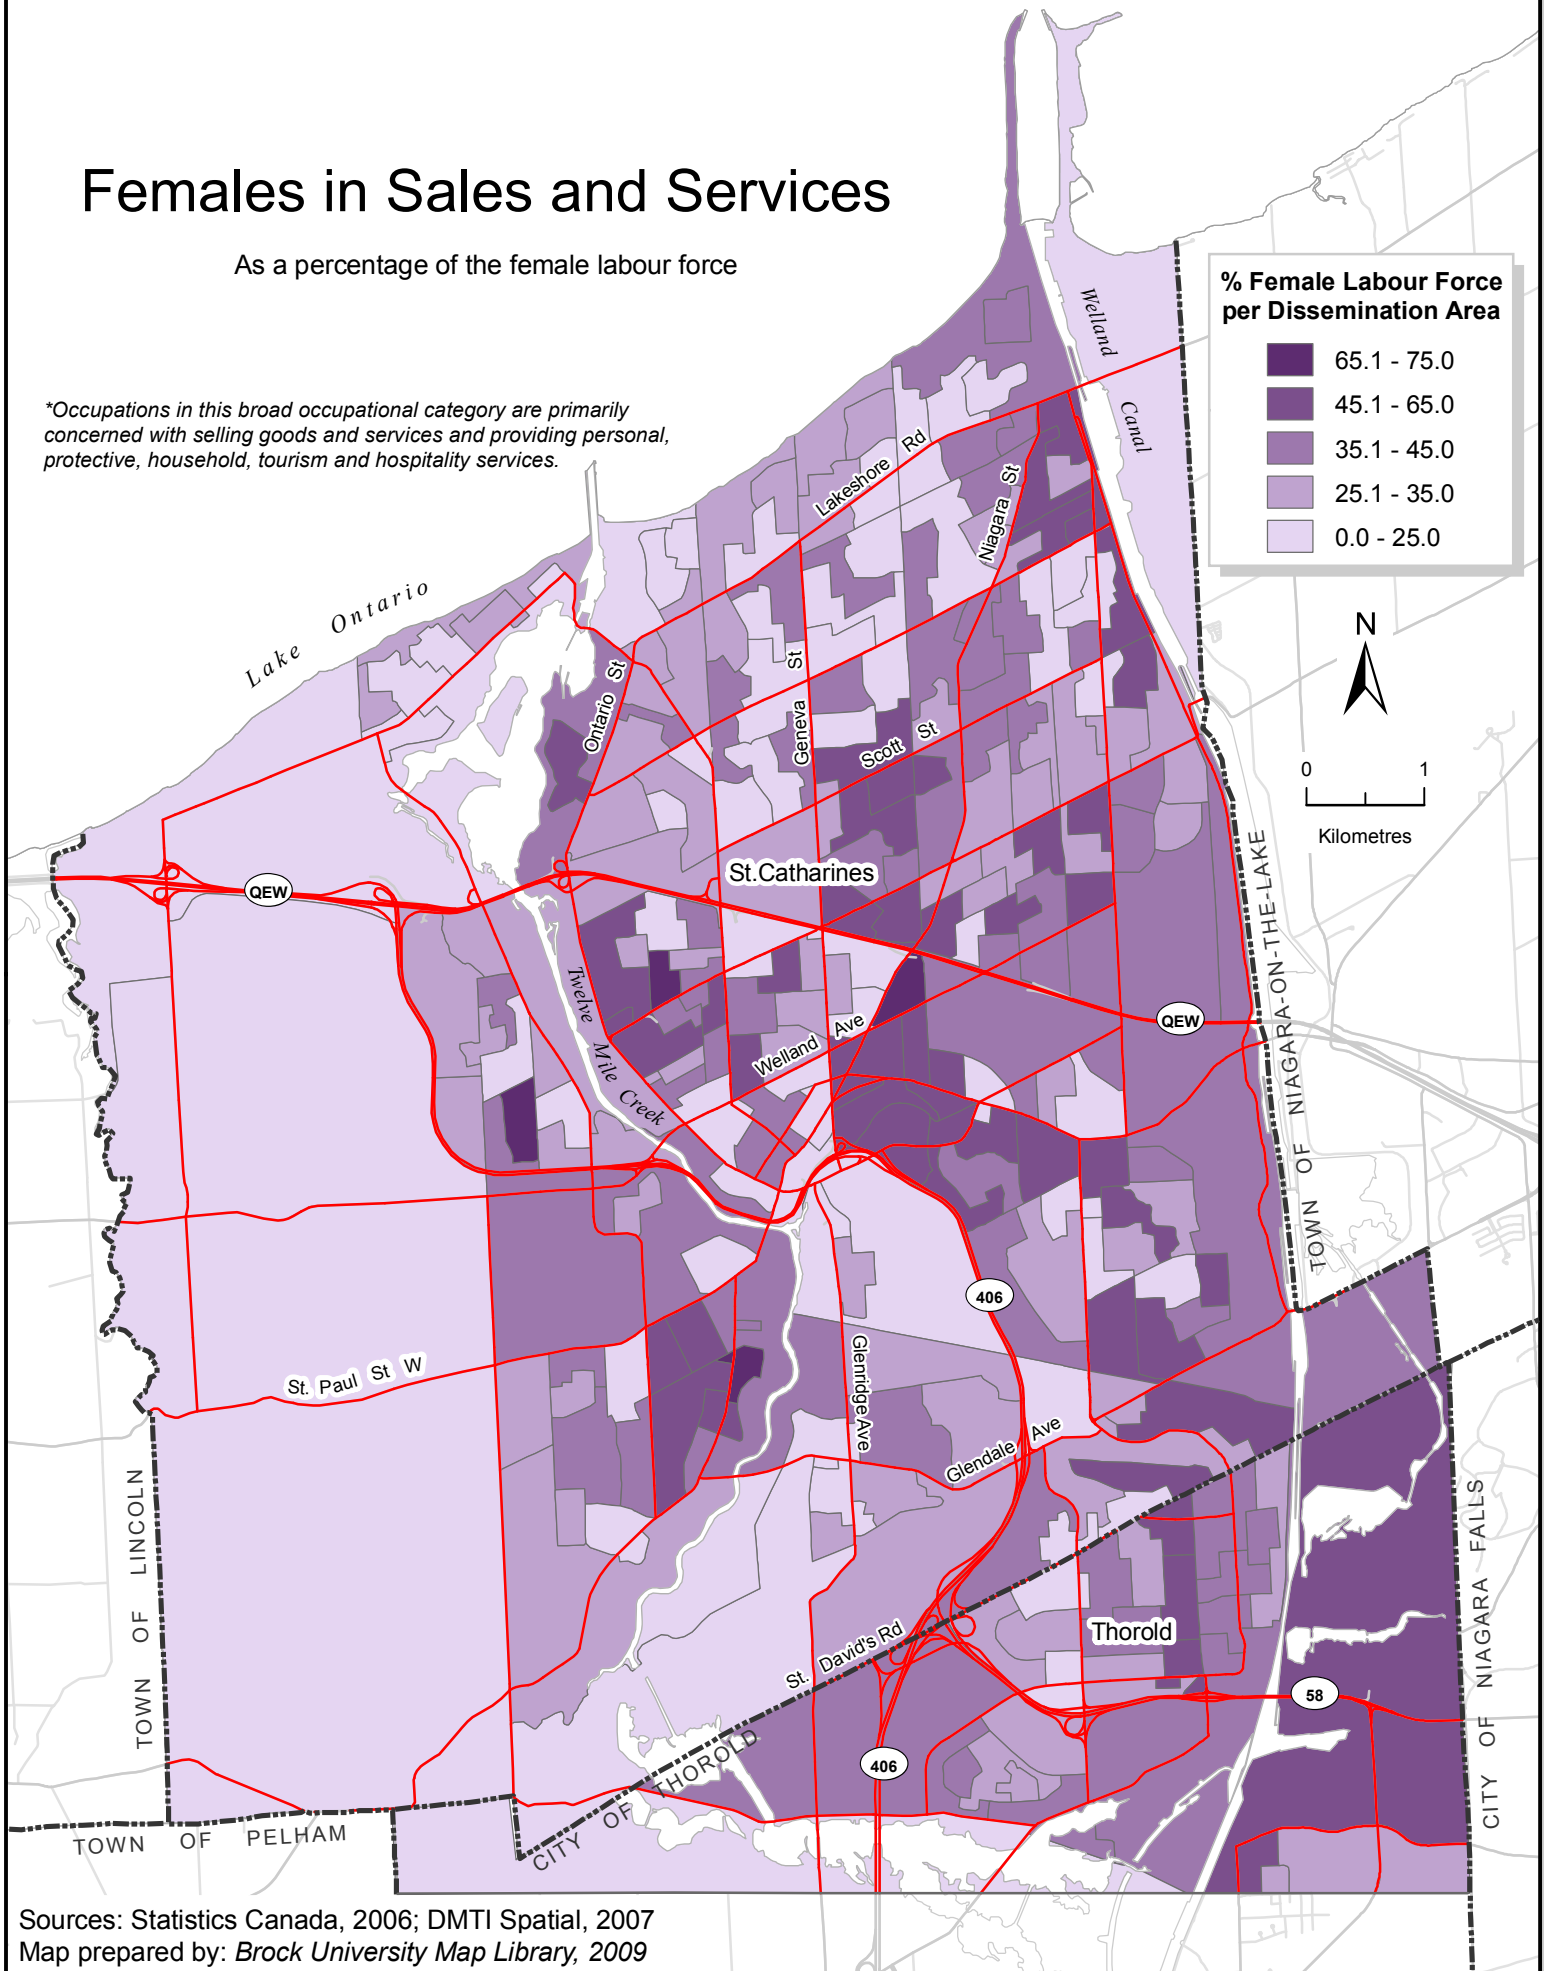 Females in Sales and Services
As a percentage of the female labour force
*Occupations in this broad occupational category are primarily
concerned with selling goods and services and providing personal,
protective, household, tourism and hospitality services.
% Female Labour Force
per Dissemination Area
65.1 - 75.0
45.1 - 65.0
35.1 - 45.0
25.1 - 35.0
0.0 - 25.0
N
0 1
Kilometres
Welland Canal
Lake Ontario
Lakeshore Rd
Niagara St
Ontario St
Geneva St
Scott St
St.Catharines
QEW
Twelve Mile Creek
Welland Ave
QEW
TOWN OF NIAGARA-ON-THE-LAKE
406
St. Paul St W
Glenridge Ave
Glendale Ave
TOWN OF LINCOLN
St. David's Rd
Thorold
58
406
CITY OF NIAGARA FALLS
CITY OF THOROLD
TOWN OF PELHAM
Sources: Statistics Canada, 2006; DMTI Spatial, 2007
Map prepared by: Brock University Map Library, 2009